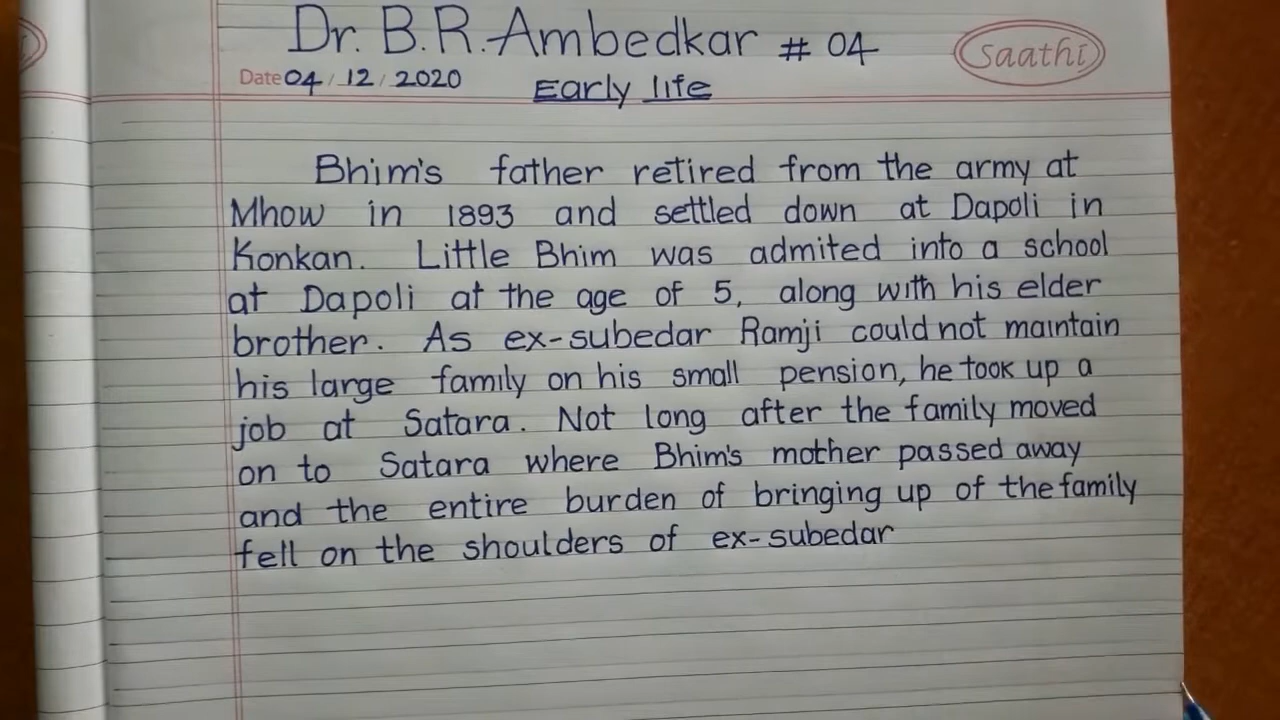 Dr. B.R. Ambedkar # 04
saathi
Date 04/12/2020
Early life
Bhim's father retired from the army at
Mhow in 1893 and settled down at Dapoli in
Konkan. Little Bhim was admited into a school
at Dapoli at the age of 5, along with his elder
brother. As ex-subedar Ramji could not maintain
his large family on his small pension, he took up a
job at Satara. Not long after the family moved
on to Satara where Bhim's mother passed away
and the entire burden of bringing up of the family
fell on the shoulders of ex-subedar